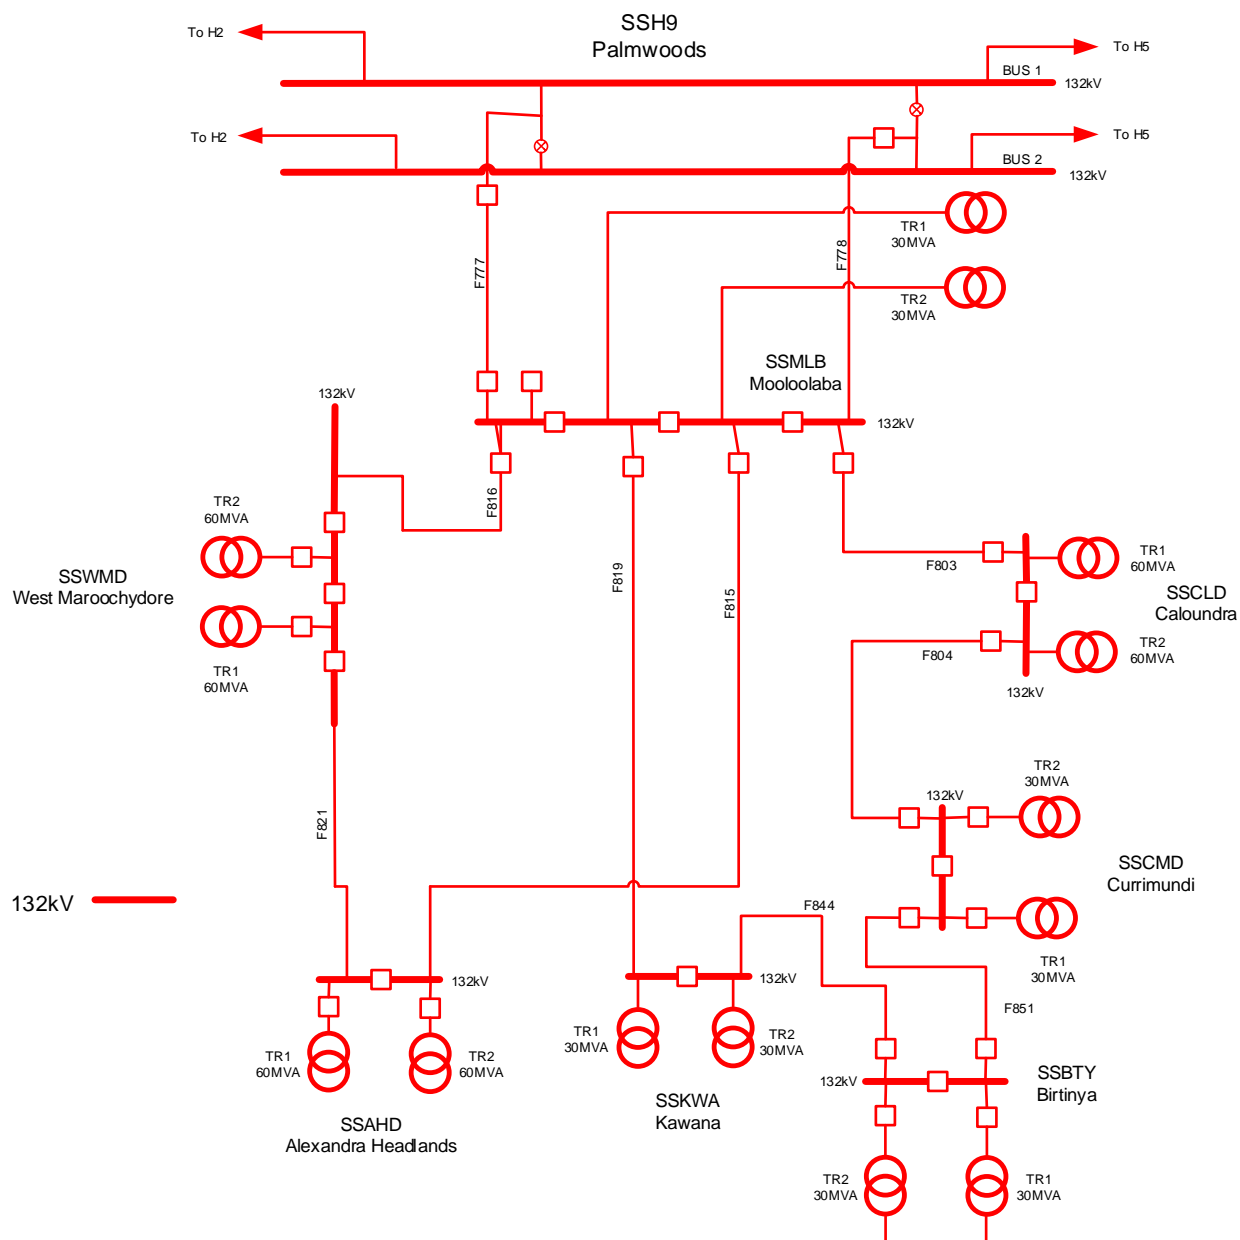 SSH9
Palmwoods
To H2
To H5
BUS 1
132kV
To H2
To H5
BUS 2
132kV
TR1
30MVA
F777
F778
TR2
30MVA
SSMLB
Mooloolaba
132kV
132kV
F816
TR2
60MVA
SSWMD
West Maroochydore
TR1
60MVA
F819
F815
F803
TR1
60MVA
SSCLD
Caloundra
F804
TR2
60MVA
132kV
TR2
30MVA
132kV
F821
SSCMD
Currimundi
132kV
F844
TR1
30MVA
132kV
132kV
F851
TR1
60MVA
TR2
60MVA
TR1
30MVA
TR2
30MVA
132kV
SSBTY
Birtinya
SSKWA
Kawana
SSAHD
Alexandra Headlands
TR2
30MVA
TR1
30MVA